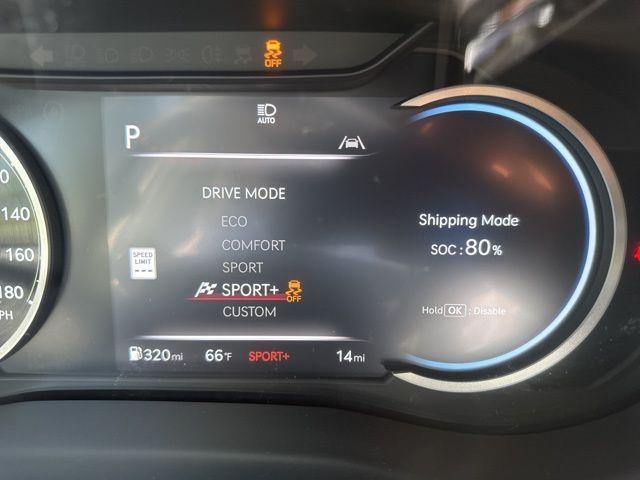 OFF
AUTO
P
DRIVE MODE
ECO
COMFORT
SPORT
SPORT+ OFF
CUSTOM
SPEED
LIMIT
---
320mi 66°F SPORT+ 14mi
0
140
160
180
PH
Shipping Mode
SOC : 80%
Hold OK : Disable